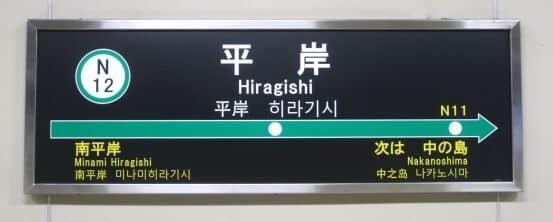 N
12
平岸
Hiragishi
平岸 히라기시
N11
南平岸
Minami Hiragishi
南平岸 미나미히라기시
次は 中の島
Nakanoshima
中之岛 나카노시마